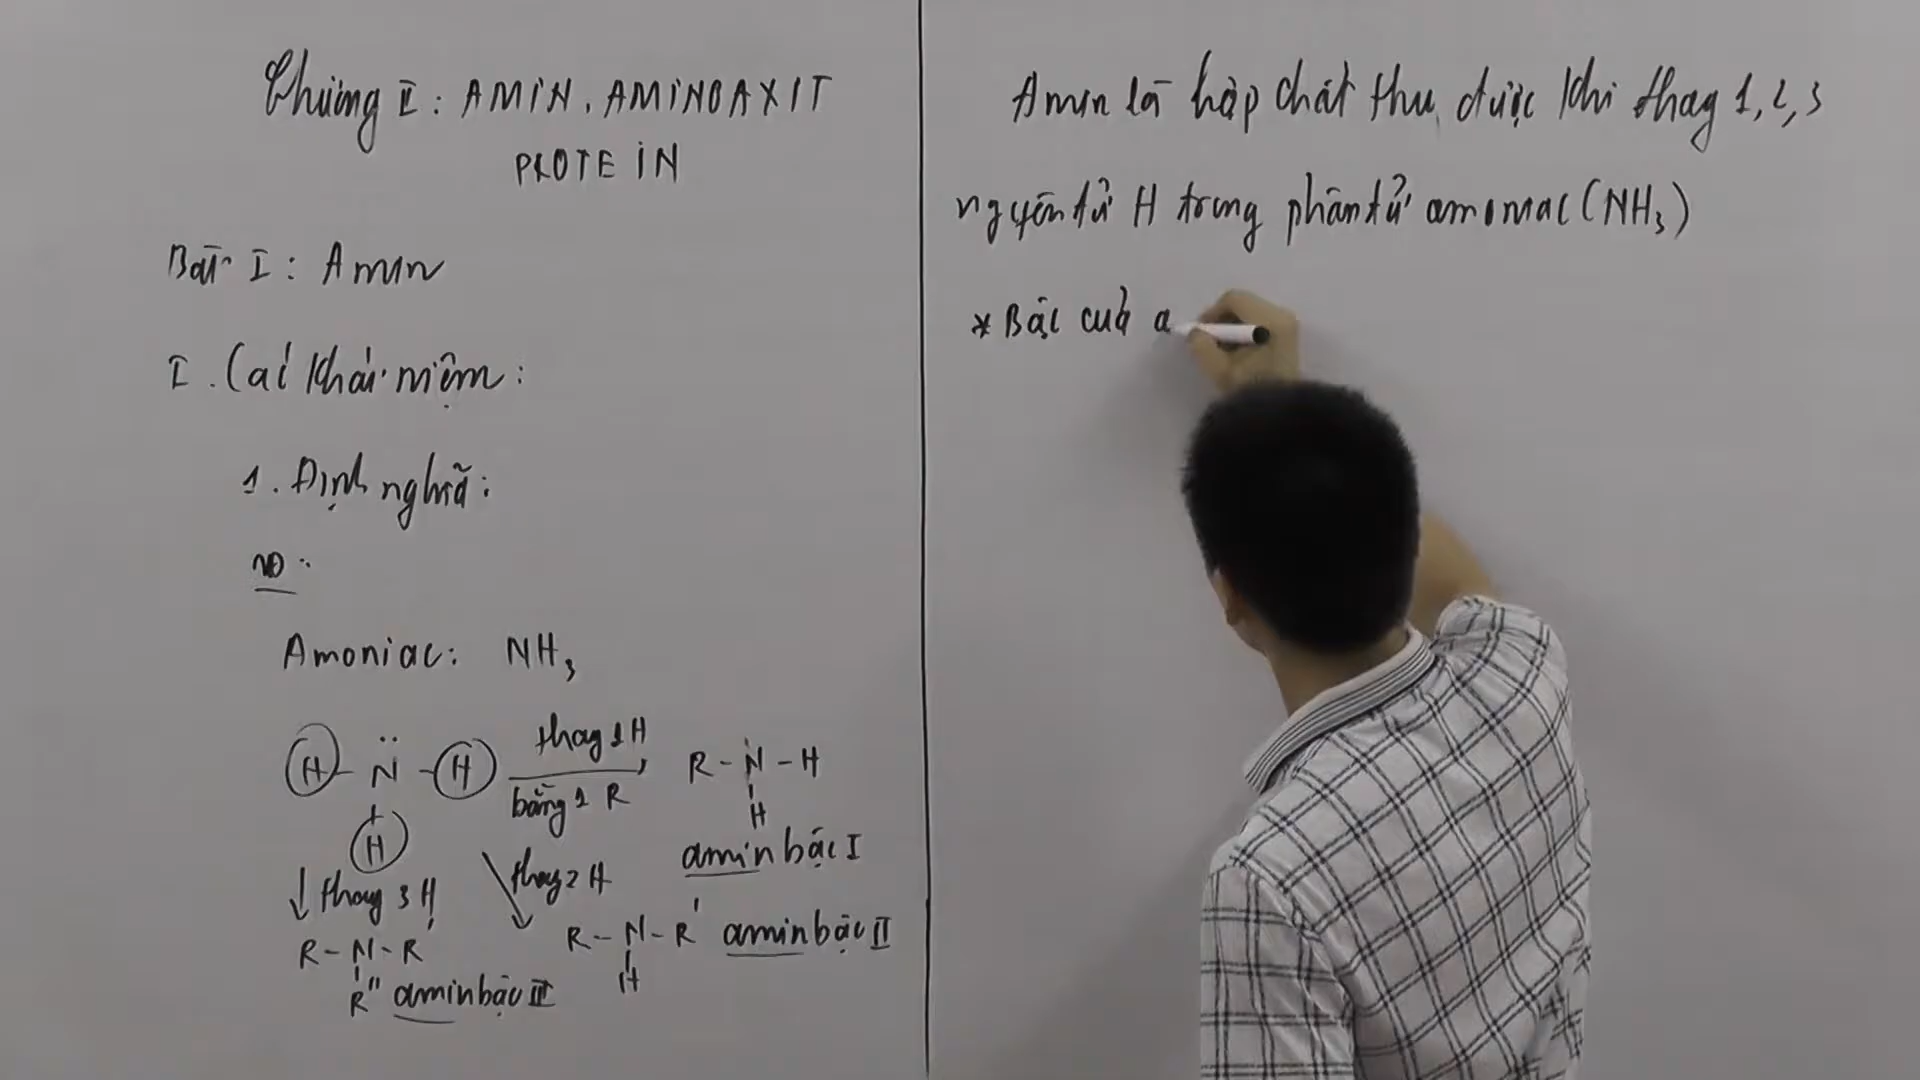 Chương II: AMIN, AMINOAXIT
PROTEIN
Bài I: Amin
I. Các khái niệm:
1. Định nghĩa:
VD:
Amoniac: NH₃
H - N̈ - H thay 1 H R - N - H
H bằng 1 R H
amin bậc I
thay 3 H thay 2 H
R - N - R' R - N - R' amin bậc II
R'' amin bậc III H
Amin là hợp chất thu được khi thay 1, 2, 3
nguyên tử H trong phân tử amoniac (NH₃)
* Bậc của a